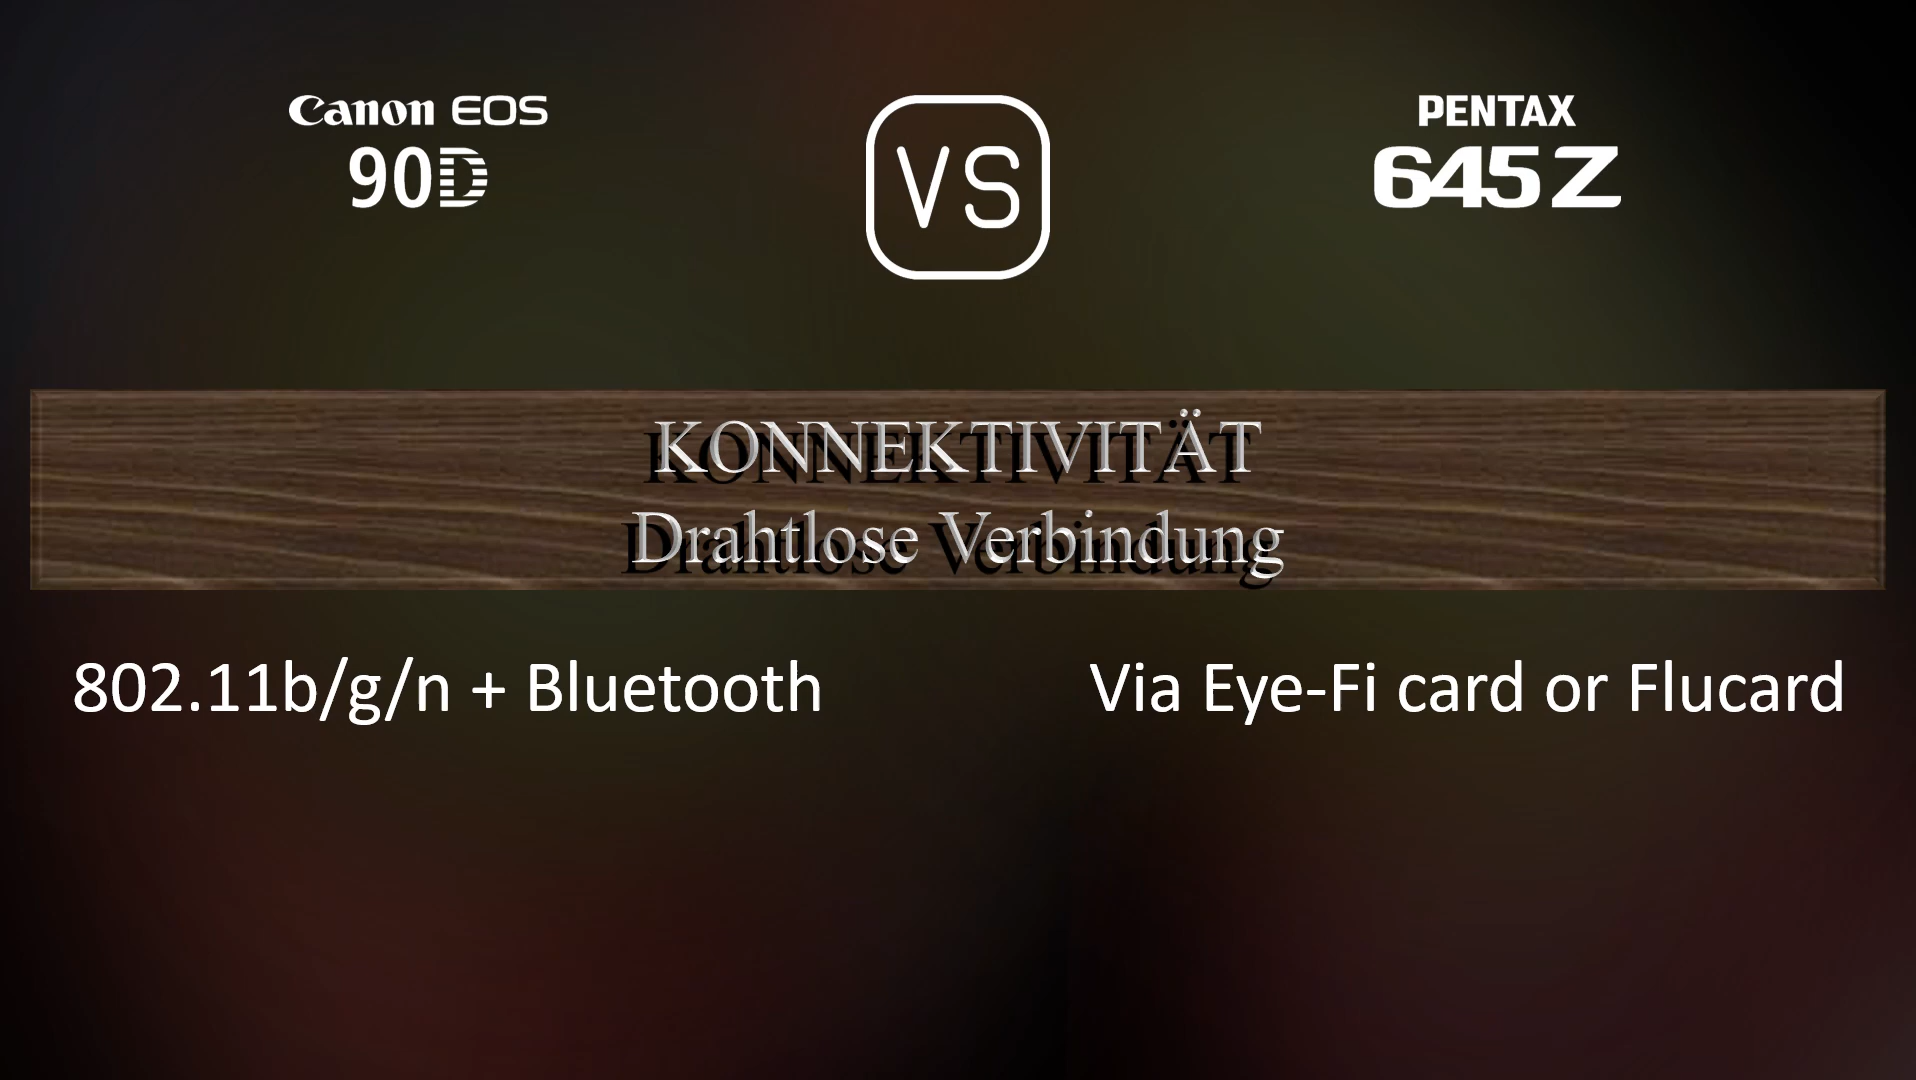 Canon EOS
90D
VS
PENTAX
645Z
KONNEKTIVITÄT
Drahtlose Verbindung
802.11b/g/n + Bluetooth
Via Eye-Fi card or Flucard